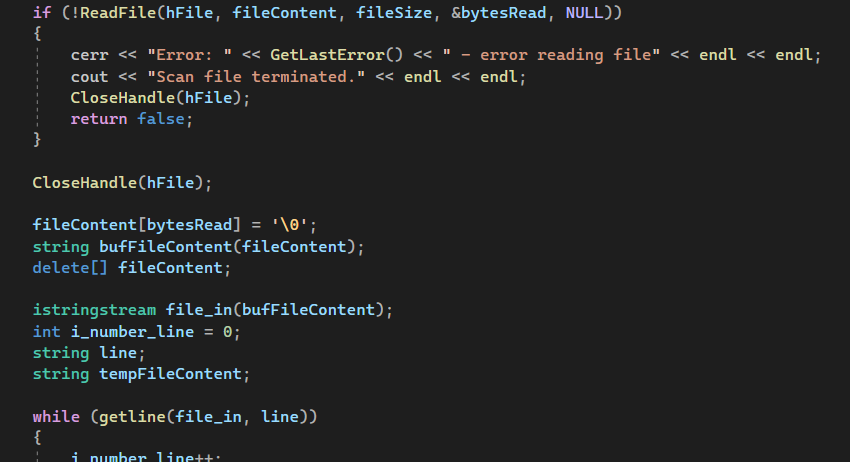 if (!ReadFile(hFile, fileContent, fileSize, &bytesRead, NULL))
{
cerr << "Error: " << GetLastError() << " - error reading file" << endl << endl;
cout << "Scan file terminated." << endl << endl;
CloseHandle(hFile);
return false;
}
CloseHandle(hFile);
fileContent[bytesRead] = '\0';
string bufFileContent(fileContent);
delete[] fileContent;
istringstream file_in(bufFileContent);
int i_number_line = 0;
string line;
string tempFileContent;
while (getline(file_in, line))
{
i_number_line++;